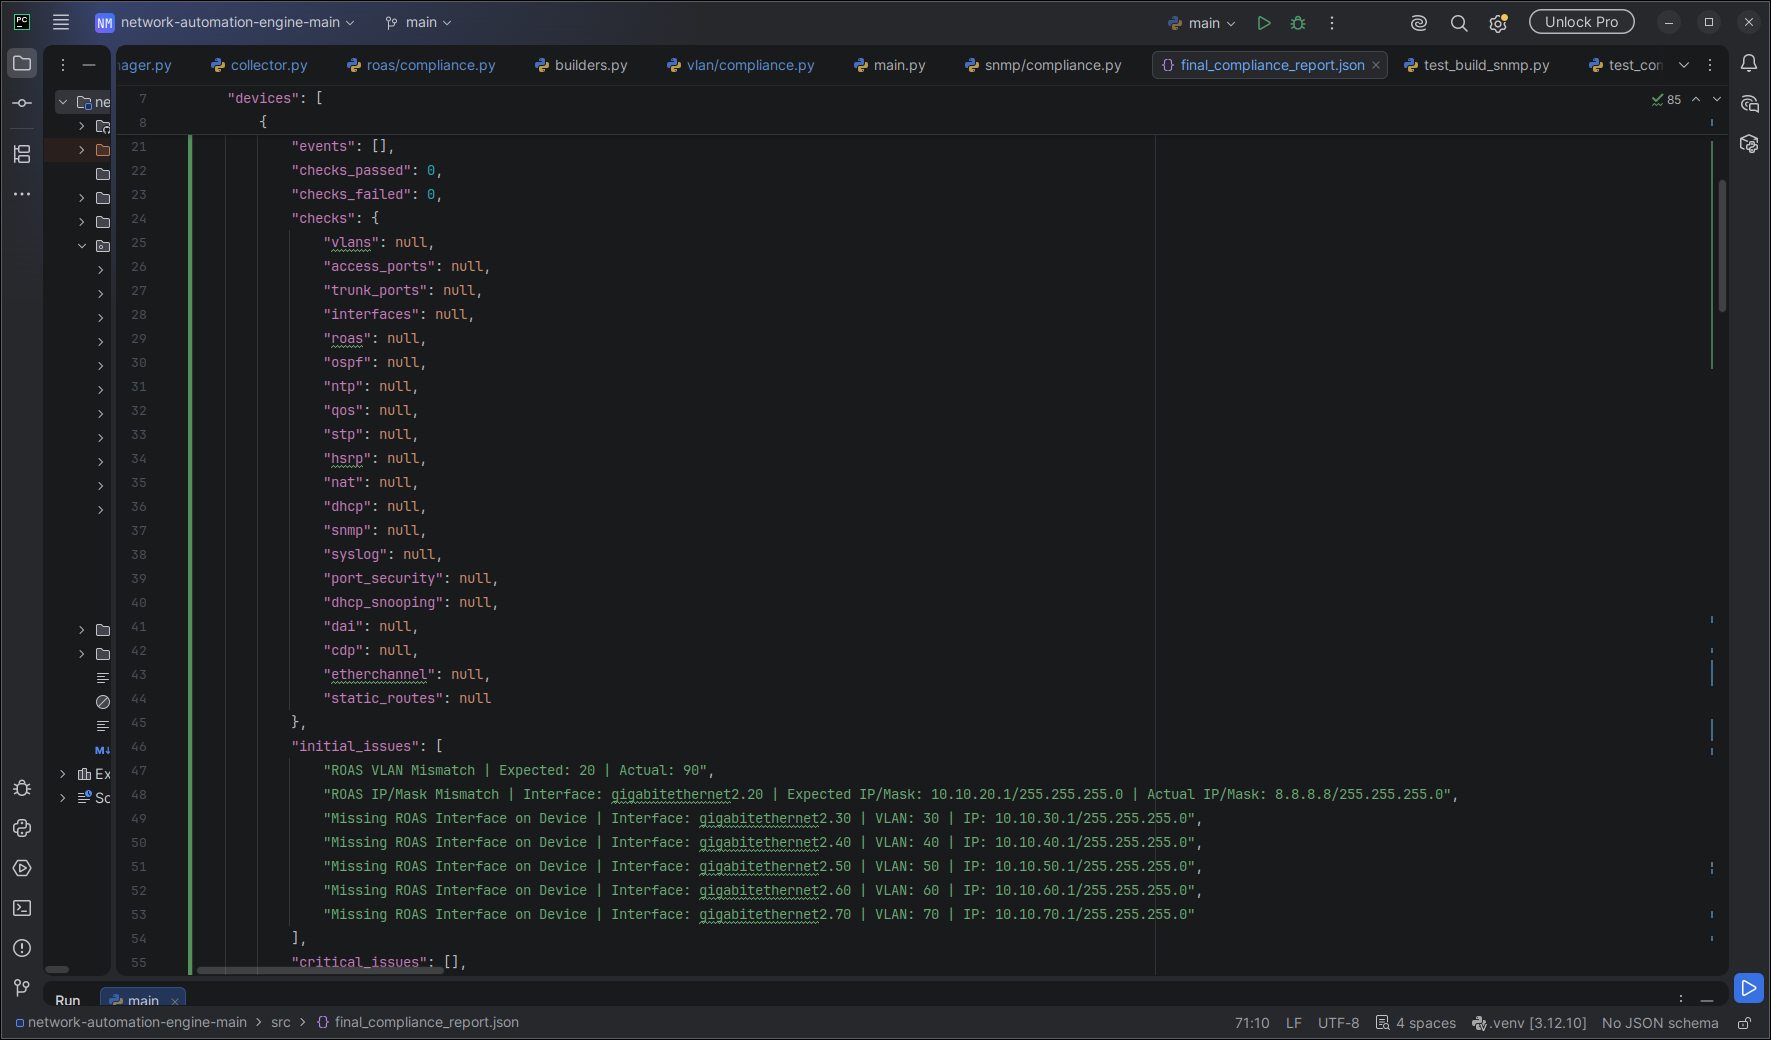 PC NM network-automation-engine-main main main Unlock Pro
nager.py collector.py roas/compliance.py builders.py vlan/compliance.py main.py snmp/compliance.py {} final_compliance_report.json test_build_snmp.py test_con
ne
7 "devices": [ 85
8 {
21 "events": [],
22 "checks_passed": 0,
23 "checks_failed": 0,
24 "checks": {
25 "vlans": null,
26 "access_ports": null,
27 "trunk_ports": null,
28 "interfaces": null,
29 "roas": null,
30 "ospf": null,
31 "ntp": null,
32 "qos": null,
33 "stp": null,
34 "hsrp": null,
35 "nat": null,
36 "dhcp": null,
37 "snmp": null,
38 "syslog": null,
39 "port_security": null,
40 "dhcp_snooping": null,
41 "dai": null,
42 "cdp": null,
43 "etherchannel": null,
44 "static_routes": null
45 },
M↓
46 "initial_issues": [
Ex
47 "ROAS VLAN Mismatch | Expected: 20 | Actual: 90",
Sc
48 "ROAS IP/Mask Mismatch | Interface: gigabitethernet2.20 | Expected IP/Mask: 10.10.20.1/255.255.255.0 | Actual IP/Mask: 8.8.8.8/255.255.255.0",
49 "Missing ROAS Interface on Device | Interface: gigabitethernet2.30 | VLAN: 30 | IP: 10.10.30.1/255.255.255.0",
50 "Missing ROAS Interface on Device | Interface: gigabitethernet2.40 | VLAN: 40 | IP: 10.10.40.1/255.255.255.0",
51 "Missing ROAS Interface on Device | Interface: gigabitethernet2.50 | VLAN: 50 | IP: 10.10.50.1/255.255.255.0",
52 "Missing ROAS Interface on Device | Interface: gigabitethernet2.60 | VLAN: 60 | IP: 10.10.60.1/255.255.255.0",
53 "Missing ROAS Interface on Device | Interface: gigabitethernet2.70 | VLAN: 70 | IP: 10.10.70.1/255.255.255.0"
54 ],
55 "critical_issues": [],
Run main
network-automation-engine-main > src > {} final_compliance_report.json 71:10 LF UTF-8 4 spaces .venv [3.12.10] No JSON schema